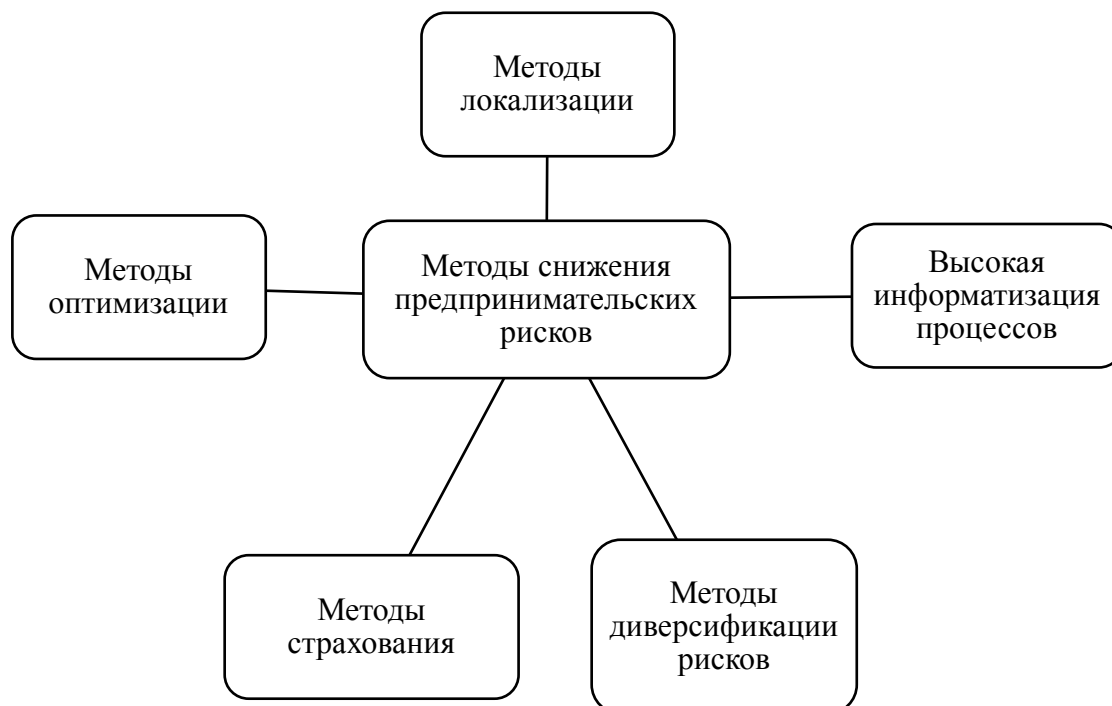 Методы
локализации
Методы
оптимизации
Методы снижения
предпринимательских
рисков
Высокая
информатизация
процессов
Методы
страхования
Методы
диверсификации
рисков